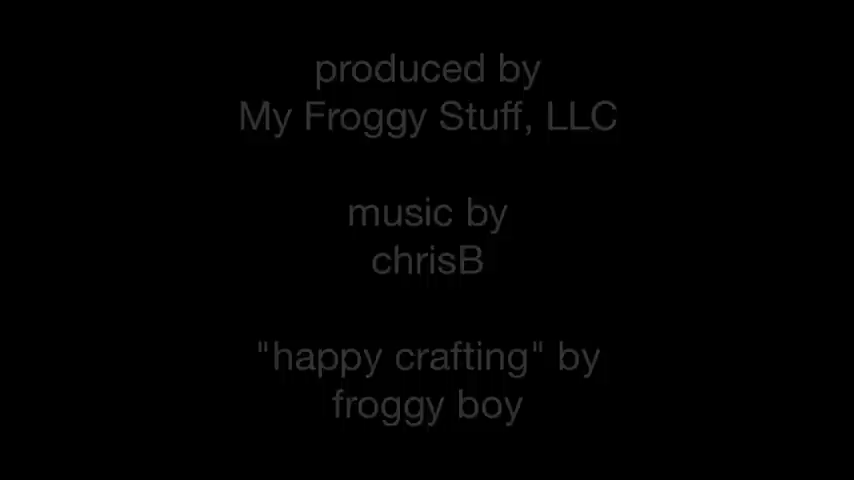 produced by
My Froggy Stuff, LLC
music by
chrisB
"happy crafting" by
froggy boy